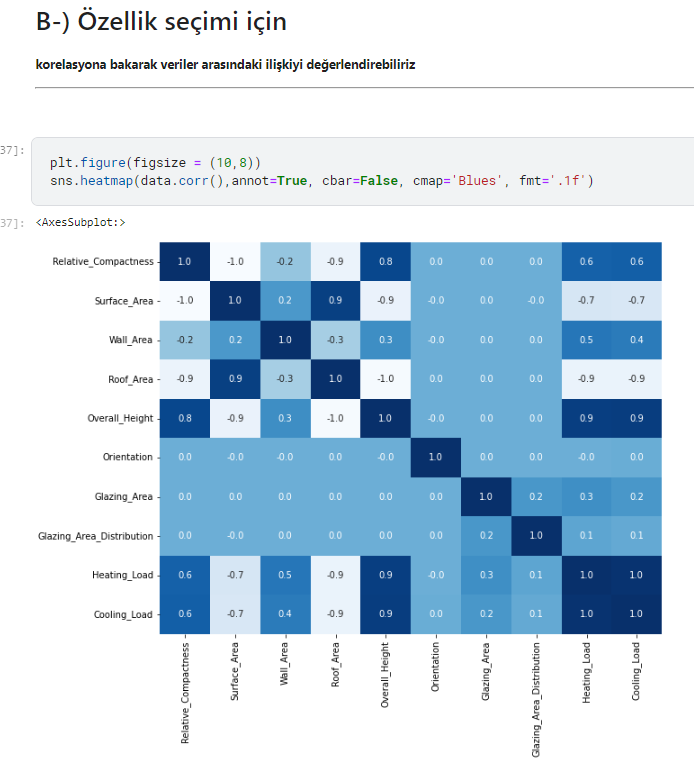 B-) Özellik seçimi için
korelasyona bakarak veriler arasındaki ilişkiyi değerlendirebiliriz
37]:
plt.figure(figsize = (10,8))
sns.heatmap(data.corr(),annot=True, cbar=False, cmap='Blues', fmt='.1f')
37]: <AxesSubplot:>
Relative_Compactness 1.0 -1.0 -0.2 -0.9 0.8 0.0 0.0 0.0 0.6 0.6
Surface_Area -1.0 1.0 0.2 0.9 -0.9 -0.0 0.0 -0.0 -0.7 -0.7
Wall_Area -0.2 0.2 1.0 -0.3 0.3 -0.0 0.0 0.0 0.5 0.4
Roof_Area -0.9 0.9 -0.3 1.0 -1.0 0.0 0.0 0.0 -0.9 -0.9
Overall_Height 0.8 -0.9 0.3 -1.0 1.0 -0.0 0.0 0.0 0.9 0.9
Orientation 0.0 -0.0 -0.0 0.0 -0.0 1.0 0.0 0.0 -0.0 0.0
Glazing_Area 0.0 0.0 0.0 0.0 0.0 0.0 1.0 0.2 0.3 0.2
Glazing_Area_Distribution 0.0 -0.0 0.0 0.0 0.0 0.0 0.2 1.0 0.1 0.1
Heating_Load 0.6 -0.7 0.5 -0.9 0.9 -0.0 0.3 0.1 1.0 1.0
Cooling_Load 0.6 -0.7 0.4 -0.9 0.9 0.0 0.2 0.1 1.0 1.0
Relative_Compactness
Surface_Area
Wall_Area
Roof_Area
Overall_Height
Orientation
Glazing_Area
Glazing_Area_Distribution
Heating_Load
Cooling_Load